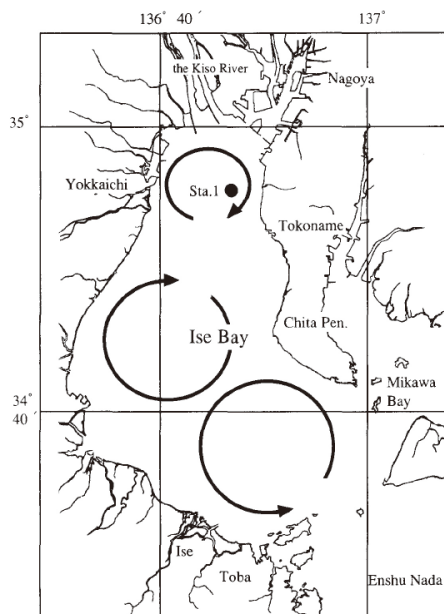 136° 40´
137°
the Kiso River
Nagoya
35°
Yokkaichi
Sta.1
Tokoname
Ise Bay
Chita Pen.
Mikawa
Bay
34°
40´
Ise
Toba
Enshu Nada